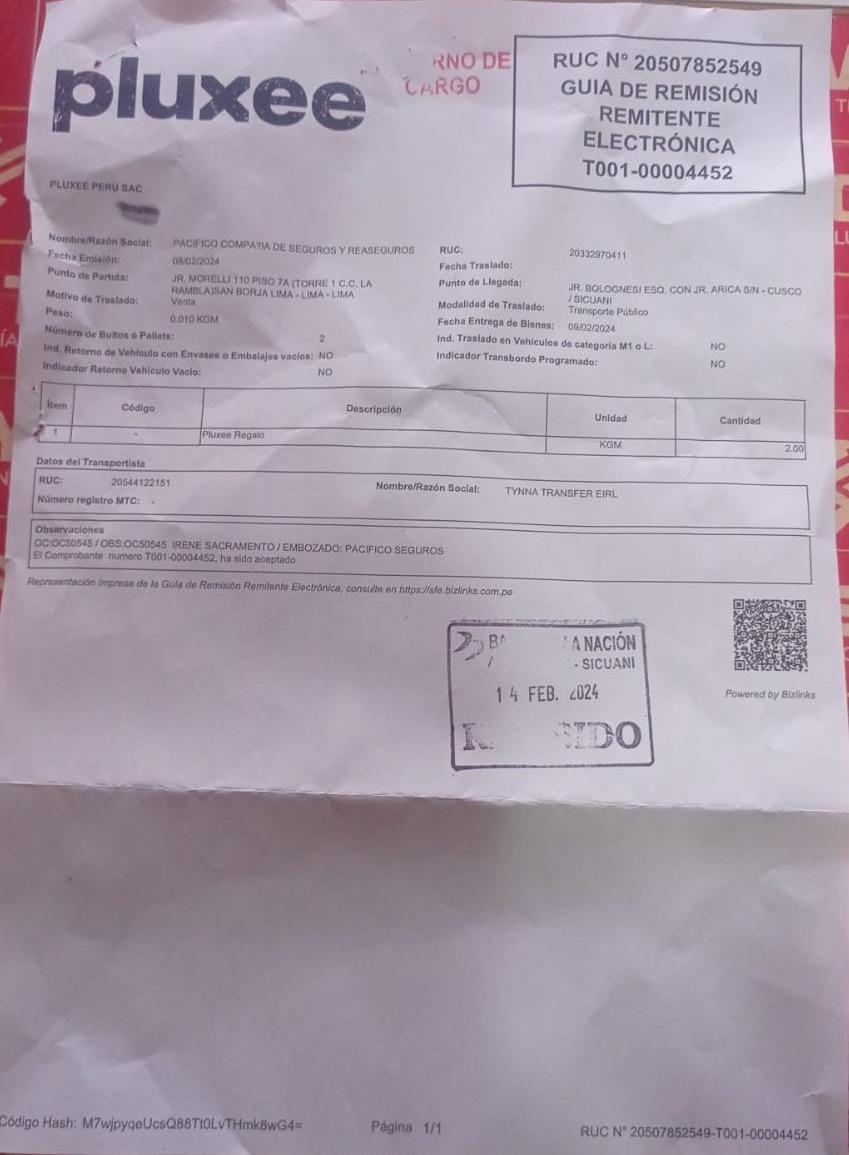 pluxee
RNO DE
CARGO
RUC N° 20507852549
GUIA DE REMISIÓN
REMITENTE
ELECTRÓNICA
T001-00004452
PLUXEE PERU SAC
Nombre/Razón Social: PACIFICO COMPA?IA DE SEGUROS Y REASEGUROS
Fecha Emisión: 08/02/2024
Punto de Partida: JR. MORELLI 110 PISO 7A (TORRE 1 C.C. LA
RAMBLA)SAN BORJA LIMA - LIMA - LIMA
Motivo de Traslado: Venta
Peso: 0.010 KGM
Número de Bultos o Pallets: 2
Ind. Retorno de Vehículo con Envases o Embalajes vacíos: NO
Indicador Retorno Vehículo Vacío: NO
RUC: 20332970411
Fecha Traslado:
Punto de Llegada: JR. BOLOGNESI ESQ. CON JR. ARICA S/N - CUSCO
/ SICUANI
Modalidad de Traslado: Transporte Público
Fecha Entrega de Bienes: 09/02/2024
Ind. Traslado en Vehículos de categoría M1 o L: NO
Indicador Transbordo Programado: NO
Ítem Código Descripción Unidad Cantidad
1 - Pluxee Regalo KGM 2.00
Datos del Transportista
RUC: 20544122151 Nombre/Razón Social: TYNNA TRANSFER EIRL
Número registro MTC: -
Observaciones
OC:OC50545 / OBS:OC50545 IRENE SACRAMENTO / EMBOZADO: PACIFICO SEGUROS
El Comprobante numero T001-00004452, ha sido aceptado
Representación Impresa de la Guía de Remisión Remitente Electrónica, consulte en https://sfe.bizlinks.com.pe
LA NACIÓN
- SICUANI
14 FEB. 2024
Powered by Bizlinks
Código Hash: M7wjpyqeUcsQ88Tt0LvTHmk8wG4=
Página 1/1
RUC N° 20507852549-T001-00004452